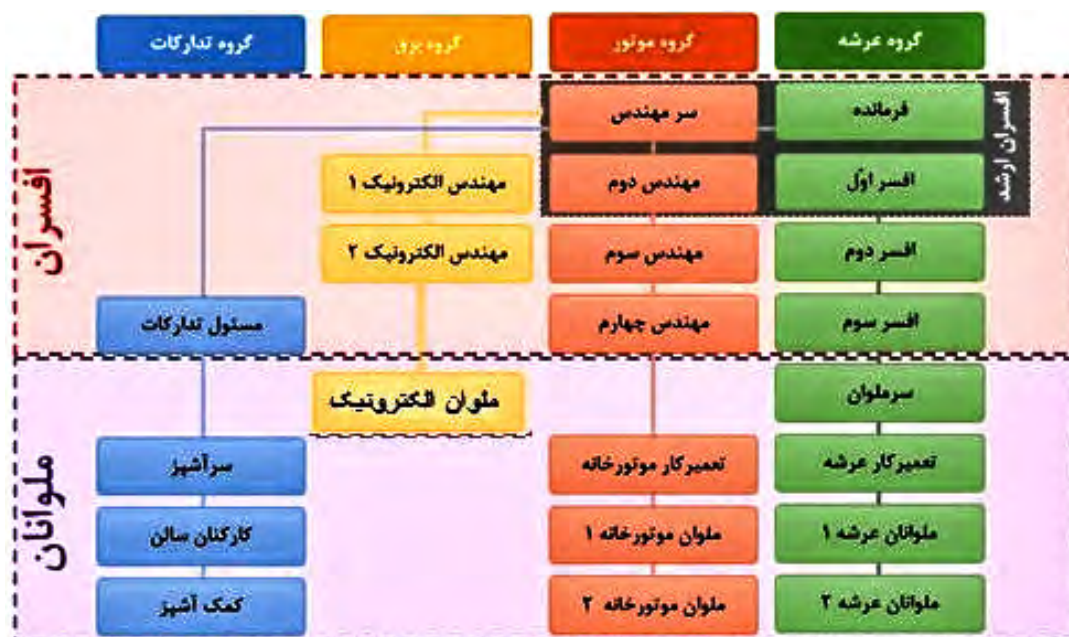 گروه عرشه
گروه موتور
گروه برق
گروه تدارکات
افسران ارشد
فرمانده
سر مهندس
افسر اوّل
مهندس دوم
مهندس الکترونیک ۱
افسر دوم
مهندس سوم
مهندس الکترونیک ۲
افسر سوم
مهندس چهارم
مسئول تدارکات
افسران
سرملوان
ملوان الکترونیک
تعمیرکار عرشه
تعمیرکار موتورخانه
سرآشپز
ملوانان عرشه ۱
ملوان موتورخانه ۱
کارکنان سالن
ملوانان عرشه ۲
ملوان موتورخانه ۲
کمک آشپز
ملوانان